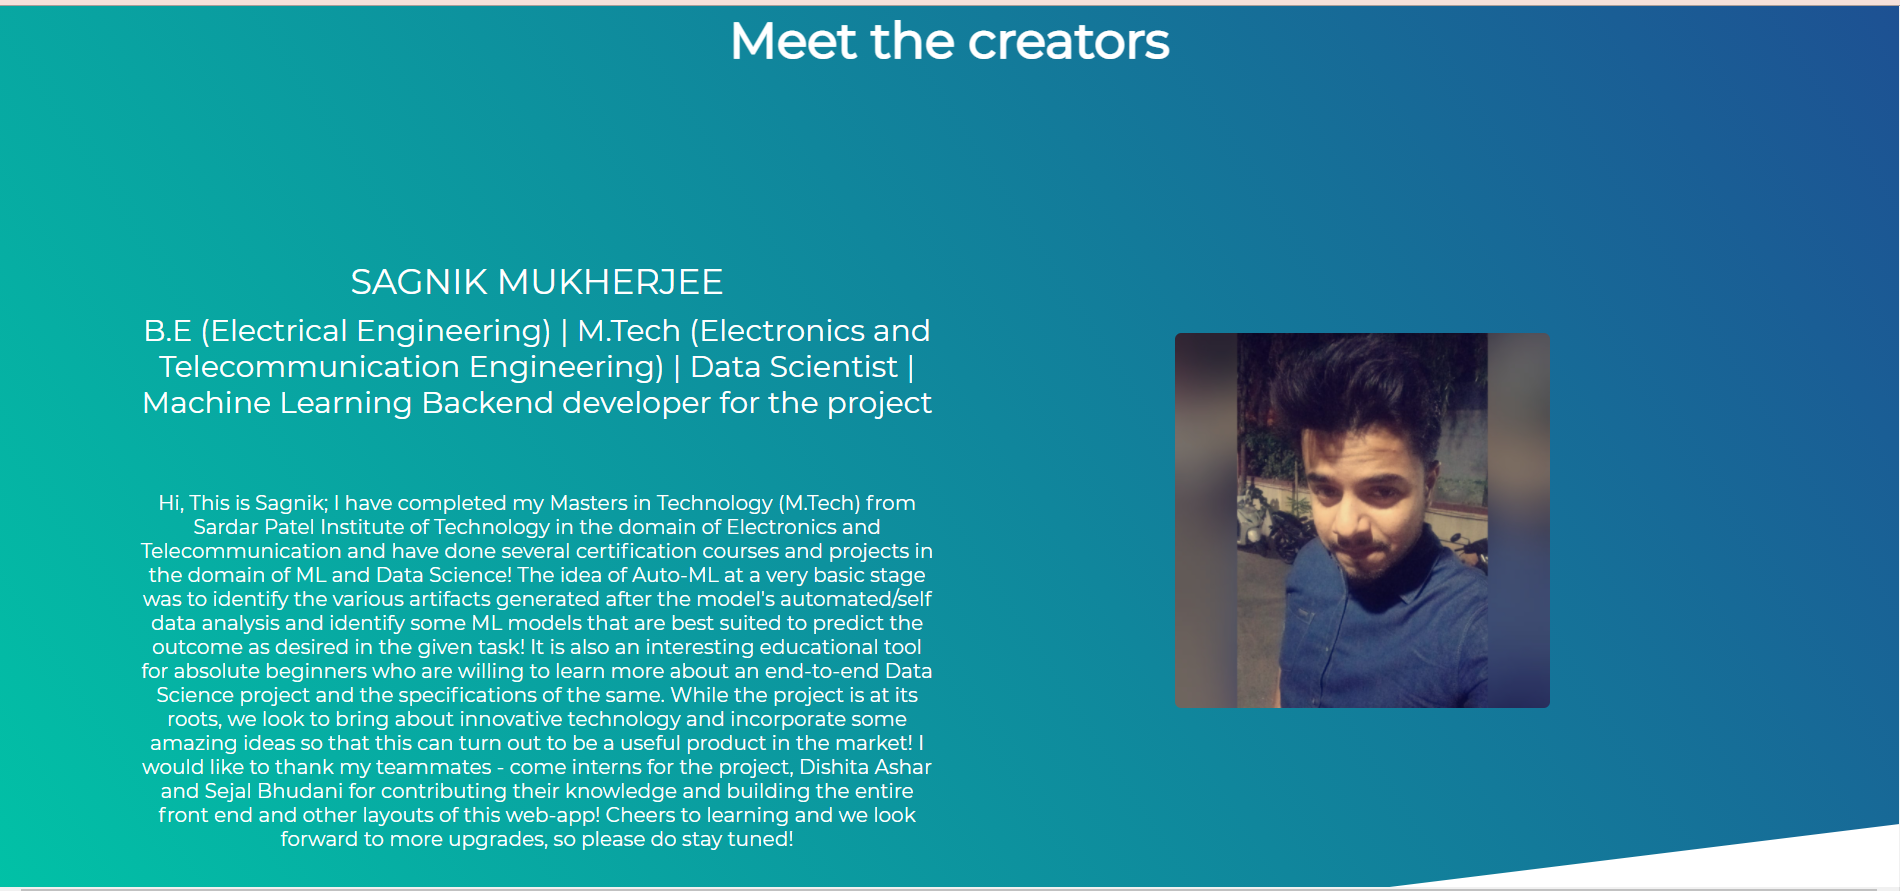 Meet the creators
SAGNIK MUKHERJEE
B.E (Electrical Engineering) | M.Tech (Electronics and
Telecommunication Engineering) | Data Scientist |
Machine Learning Backend developer for the project
Hi, This is Sagnik; I have completed my Masters in Technology (M.Tech) from
Sardar Patel Institute of Technology in the domain of Electronics and
Telecommunication and have done several certification courses and projects in
the domain of ML and Data Science! The idea of Auto-ML at a very basic stage
was to identify the various artifacts generated after the model's automated/self
data analysis and identify some ML models that are best suited to predict the
outcome as desired in the given task! It is also an interesting educational tool
for absolute beginners who are willing to learn more about an end-to-end Data
Science project and the specifications of the same. While the project is at its
roots, we look to bring about innovative technology and incorporate some
amazing ideas so that this can turn out to be a useful product in the market! I
would like to thank my teammates - come interns for the project, Dishita Ashar
and Sejal Bhudani for contributing their knowledge and building the entire
front end and other layouts of this web-app! Cheers to learning and we look
forward to more upgrades, so please do stay tuned!